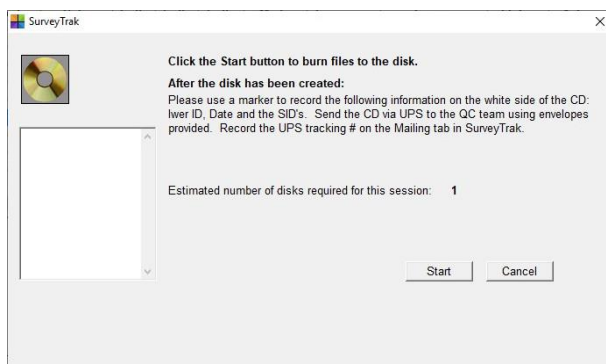 SurveyTrak
Click the Start button to burn files to the disk.
After the disk has been created:
Please use a marker to record the following information on the white side of the CD:
Iwer ID, Date and the SID's. Send the CD via UPS to the QC team using envelopes
provided. Record the UPS tracking # on the Mailing tab in SurveyTrak.
Estimated number of disks required for this session: 1
Start Cancel